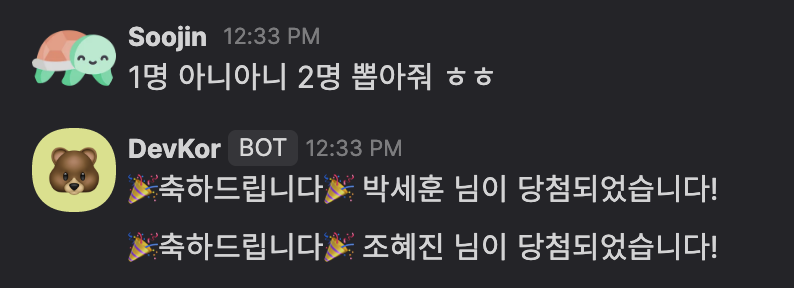 Soojin 12:33 PM
1명 아니아니 2명 뽑아줘 ㅎㅎ
DevKor BOT 12:33 PM
🎉축하드립니다🎉 박세훈 님이 당첨되었습니다!
🎉축하드립니다🎉 조혜진 님이 당첨되었습니다!